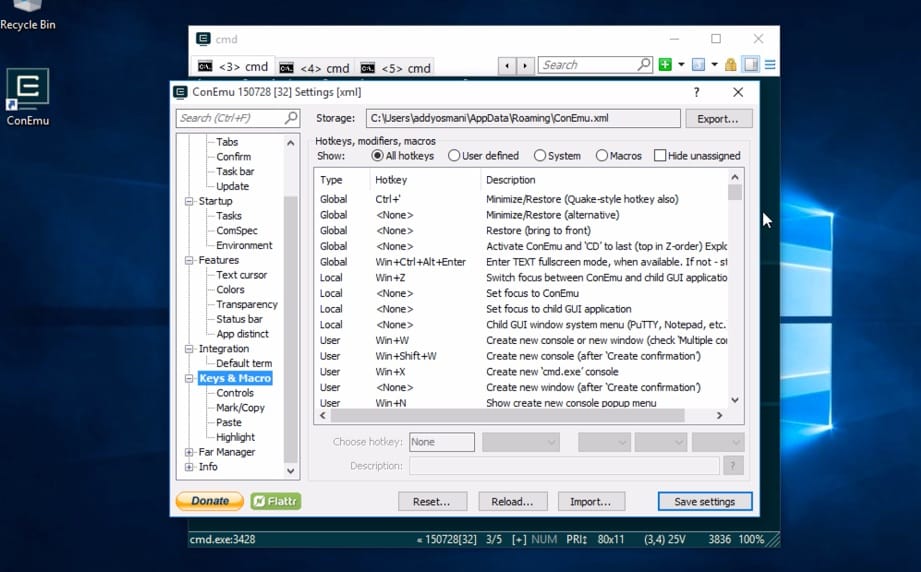 Recycle Bin
ConEmu
cmd
<3> cmd
<4> cmd
<5> cmd
Search
ConEmu 150728 [32] Settings [xml]
?
Search (Ctrl+F)
Storage: C:\Users\addyosmani\AppData\Roaming\ConEmu.xml Export...
Tabs
Confirm
Task bar
Update
Startup
Tasks
ComSpec
Environment
Features
Text cursor
Colors
Transparency
Status bar
App distinct
Integration
Default term
Keys & Macro
Controls
Mark/Copy
Paste
Highlight
Far Manager
Info
Hotkeys, modifiers, macros
Show: All hotkeys User defined System Macros Hide unassigned
Type Hotkey Description
Global Ctrl+' Minimize/Restore (Quake-style hotkey also)
Global <None> Minimize/Restore (alternative)
Global <None> Restore (bring to front)
Global <None> Activate ConEmu and 'CD' to last (top in Z-order) Explo
Global Win+Ctrl+Alt+Enter Enter TEXT fullscreen mode, when available. If not - st
Local Win+Z Switch focus between ConEmu and child GUI applicatio
Local <None> Set focus to ConEmu
Local <None> Set focus to child GUI application
Local <None> Child GUI window system menu (PuTTY, Notepad, etc.
User Win+W Create new console or new window (check 'Multiple co
User Win+Shift+W Create new console (after 'Create confirmation')
User Win+X Create new 'cmd.exe' console
User <None> Create new window (after 'Create confirmation')
User Win+N Show create new console popup menu
Choose hotkey: None
Description: ?
Donate Flattr Reset... Reload... Import... Save settings
cmd.exe:3428 « 150728[32] 3/5 [+] NUM PRI↕ 80x11 (3,4) 25V 3836 100%